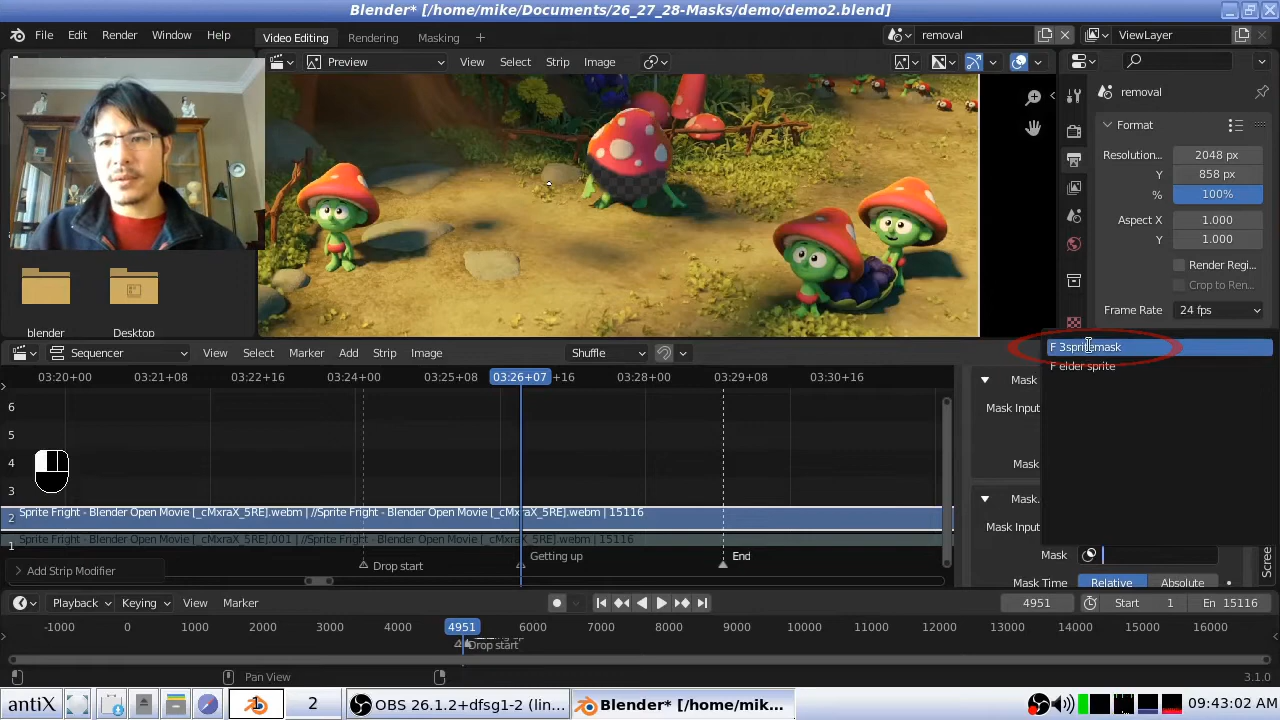 Blender* [/home/mike/Documents/26_27_28-Masks/demo/demo2.blend]
File Edit Render Window Help Video Editing Rendering Masking removal ViewLayer
Preview View Select Strip Image
removal
Format
Resolution... 2048 px
Y 858 px
% 100%
Aspect X 1.000
Y 1.000
Render Regi...
Crop to Ren...
Frame Rate 24 fps
blender Desktop
Sequencer View Select Marker Add Strip Image Shuffle
F 3sprite mask
F elder sprite
03:20+00 03:21+08 03:22+16 03:24+00 03:25+08 03:26+07 +16 03:28+00 03:29+08 03:30+16
6
5
4
3
2 Sprite Fright - Blender Open Movie [_cMxraX_5RE].webm | //Sprite Fright - Blender Open Movie [_cMxraX_5RE].webm | 15116
1 Sprite Fright - Blender Open Movie [_cMxraX_5RE].001 | //Sprite Fright - Blender Open Movie [_cMxraX_5RE].webm | 15116
Drop start Getting up End
Add Strip Modifier
Mask
Mask Input
Mask
Mask.
Mask Input
Mask
Mask Time Relative Absolute
Scree
Playback Keying View Marker 4951 Start 1 En 15116
-1000 0 1000 2000 3000 4000 4951 6000 7000 8000 9000 10000 11000 12000 13000 14000 15000 16000
Drop start
Pan View 3.1.0
antiX 1 2 OBS 26.1.2+dfsg1-2 (lin... Blender* [/home/mik... 09:43:02 AM